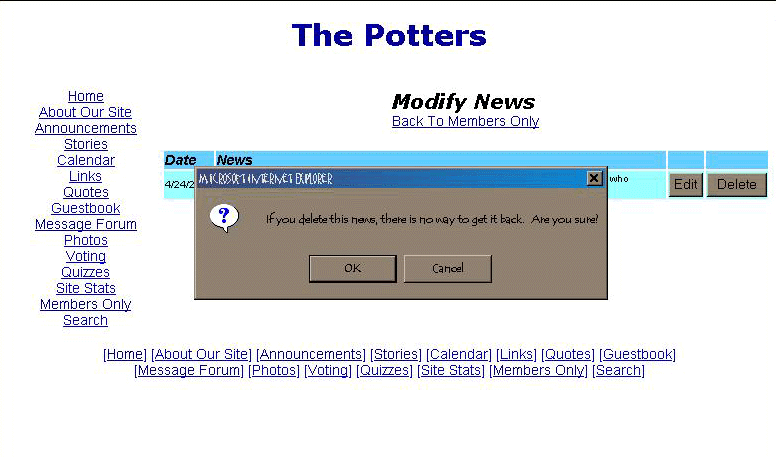 The Potters
Home
About Our Site
Announcements
Stories
Calendar
Links
Quotes
Guestbook
Message Forum
Photos
Voting
Quizzes
Site Stats
Members Only
Search
Modify News
Back To Members Only
Date News
4/24/2 who Edit Delete
MICROSOFT INTERNET EXPLORER
If you delete this news, there is no way to get it back. Are you sure?
OK Cancel
[Home] [About Our Site] [Announcements] [Stories] [Calendar] [Links] [Quotes] [Guestbook]
[Message Forum] [Photos] [Voting] [Quizzes] [Site Stats] [Members Only] [Search]